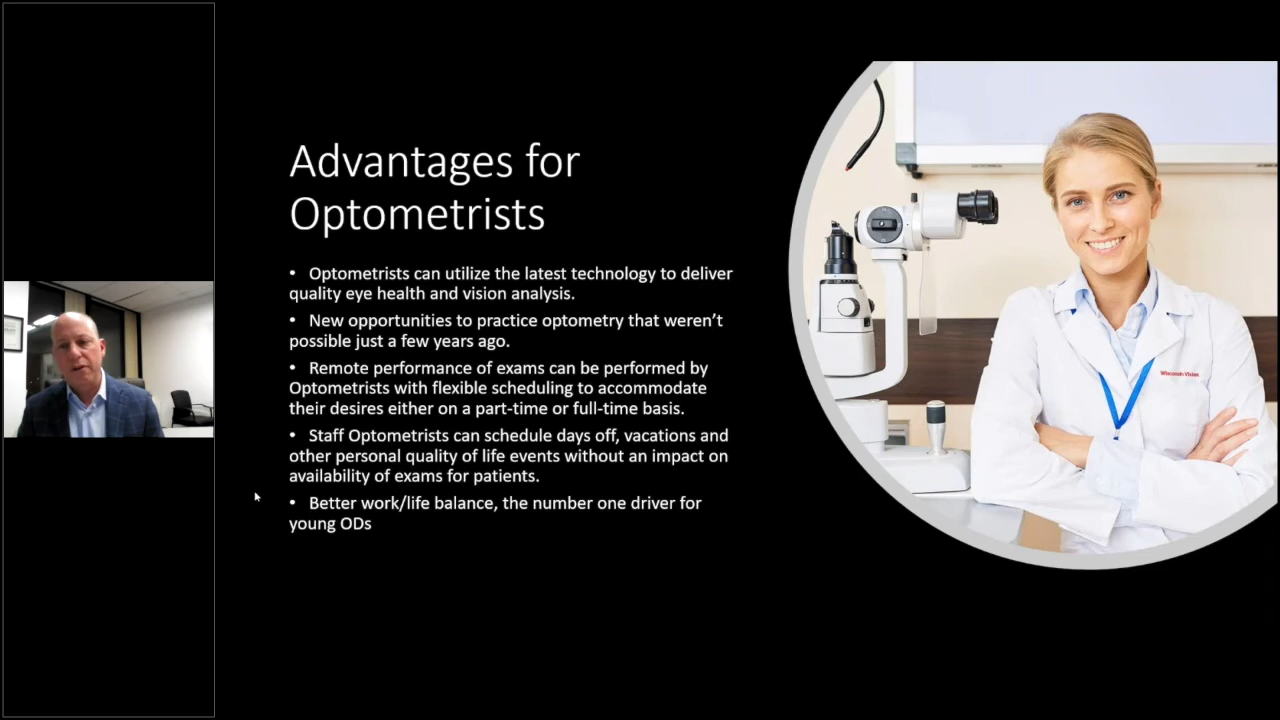 Advantages for
Optometrists
• Optometrists can utilize the latest technology to deliver
quality eye health and vision analysis.
• New opportunities to practice optometry that weren't
possible just a few years ago.
• Remote performance of exams can be performed by
Optometrists with flexible scheduling to accommodate
their desires either on a part-time or full-time basis.
• Staff Optometrists can schedule days off, vacations and
other personal quality of life events without an impact on
availability of exams for patients.
• Better work/life balance, the number one driver for
young ODs
Wisconsin Vision